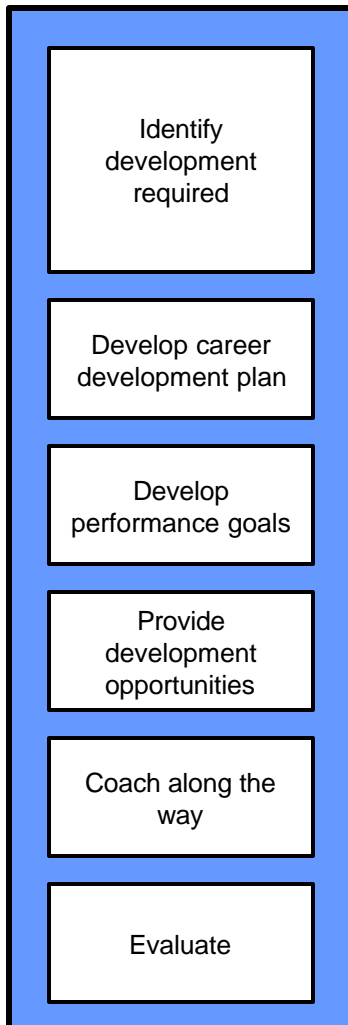 Identify
development
required
Develop career
development plan
Develop
performance goals
Provide
development
opportunities
Coach along the
way
Evaluate